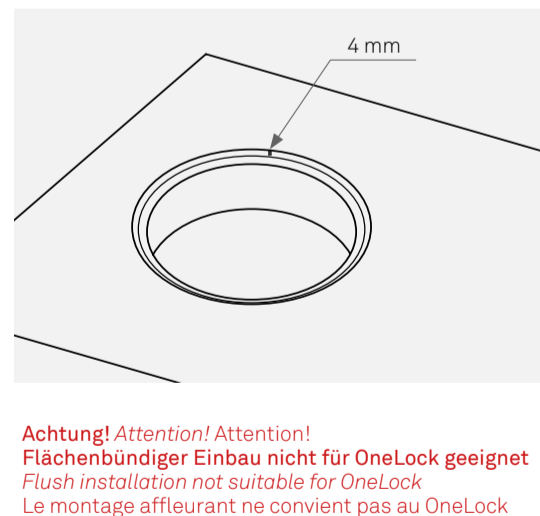 4 mm
Achtung! Attention! Attention!
Flächenbündiger Einbau nicht für OneLock geeignet
Flush installation not suitable for OneLock
Le montage affleurant ne convient pas au OneLock